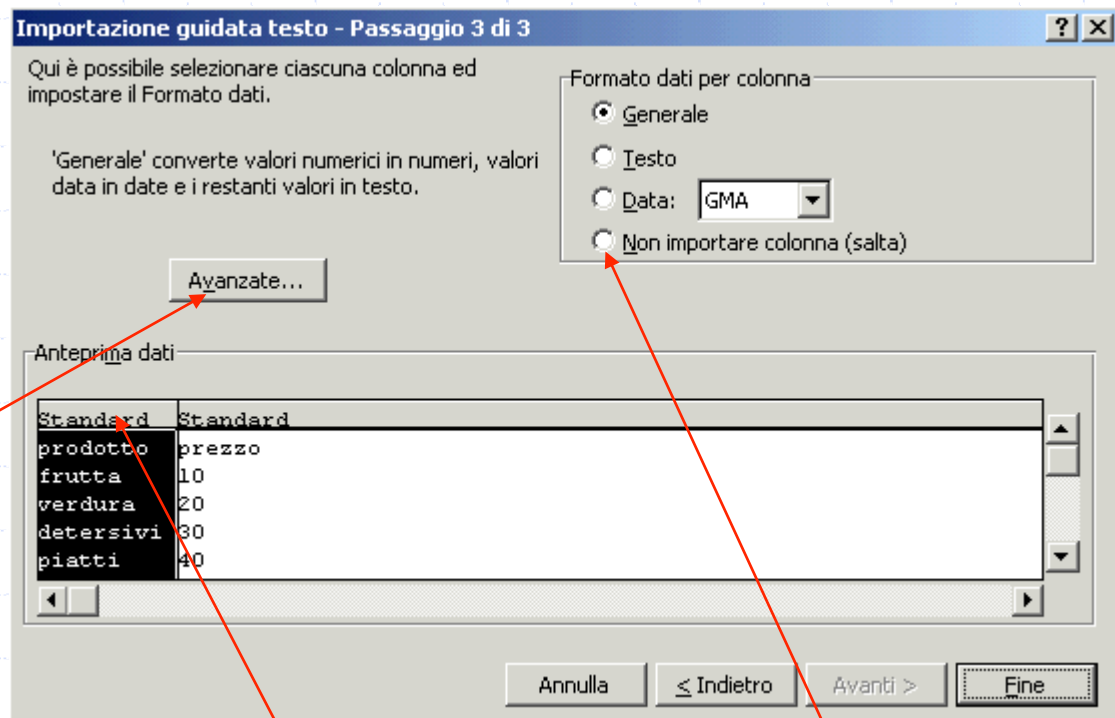 Importazione guidata testo - Passaggio 3 di 3
Qui è possibile selezionare ciascuna colonna ed
impostare il Formato dati.
'Generale' converte valori numerici in numeri, valori
data in date e i restanti valori in testo.
Avanzate...
Formato dati per colonna
Generale
Testo
Data: GMA
Non importare colonna (salta)
Anteprima dati
Standard Standard
prodotto prezzo
frutta 10
verdura 20
detersivi 30
piatti 40
Annulla < Indietro Avanti > Fine